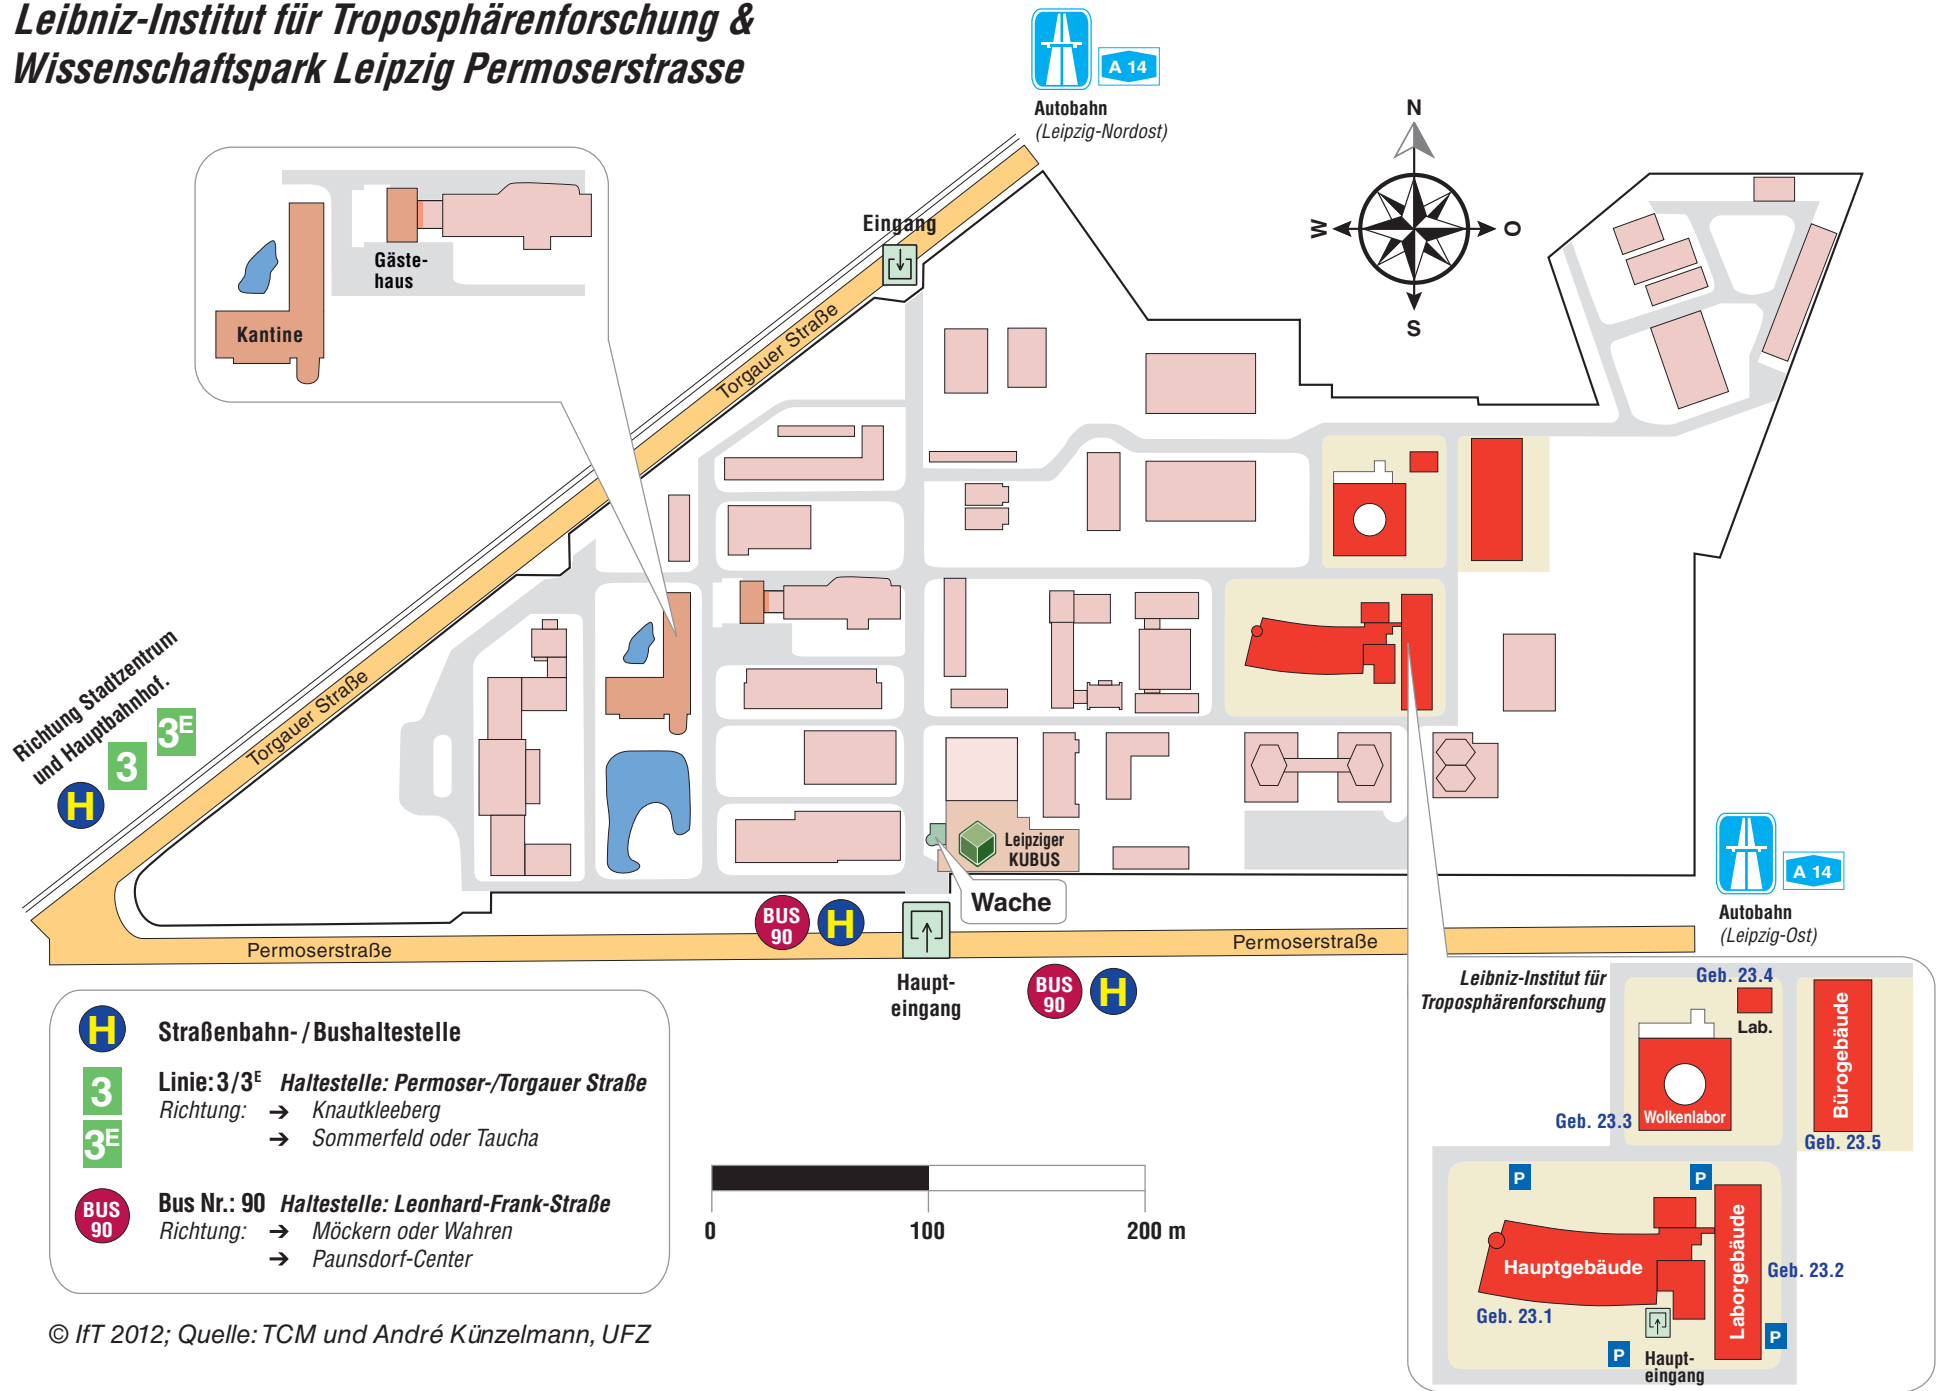 Leibniz-Institut für Troposphärenforschung &
Wissenschaftspark Leipzig Permoserstrasse
A 14
Autobahn
(Leipzig-Nordost)
N
W
O
S
Eingang
Gäste-
haus
Kantine
Torgauer Straße
Richtung Stadtzentrum
und Hauptbahnhof.
3
3E
H
Torgauer Straße
Leipziger
KUBUS
Wache
BUS
90
H
Permoserstraße
Permoserstraße
Haupt-
eingang
BUS
90
H
A 14
Autobahn
(Leipzig-Ost)
H
Straßenbahn- / Bushaltestelle
3
Linie: 3/3E Haltestelle: Permoser-/Torgauer Straße
Richtung: ➔ Knautkleeberg
3E
➔ Sommerfeld oder Taucha
BUS
90
Bus Nr.: 90 Haltestelle: Leonhard-Frank-Straße
Richtung: ➔ Möckern oder Wahren
➔ Paunsdorf-Center
0 100 200 m
© IfT 2012; Quelle: TCM und André Künzelmann, UFZ
Leibniz-Institut für
Troposphärenforschung
Geb. 23.4
Lab.
Bürogebäude
Geb. 23.3
Wolkenlabor
Geb. 23.5
P
P
Hauptgebäude
Laborgebäude
Geb. 23.2
Geb. 23.1
P
P
Haupt-
eingang